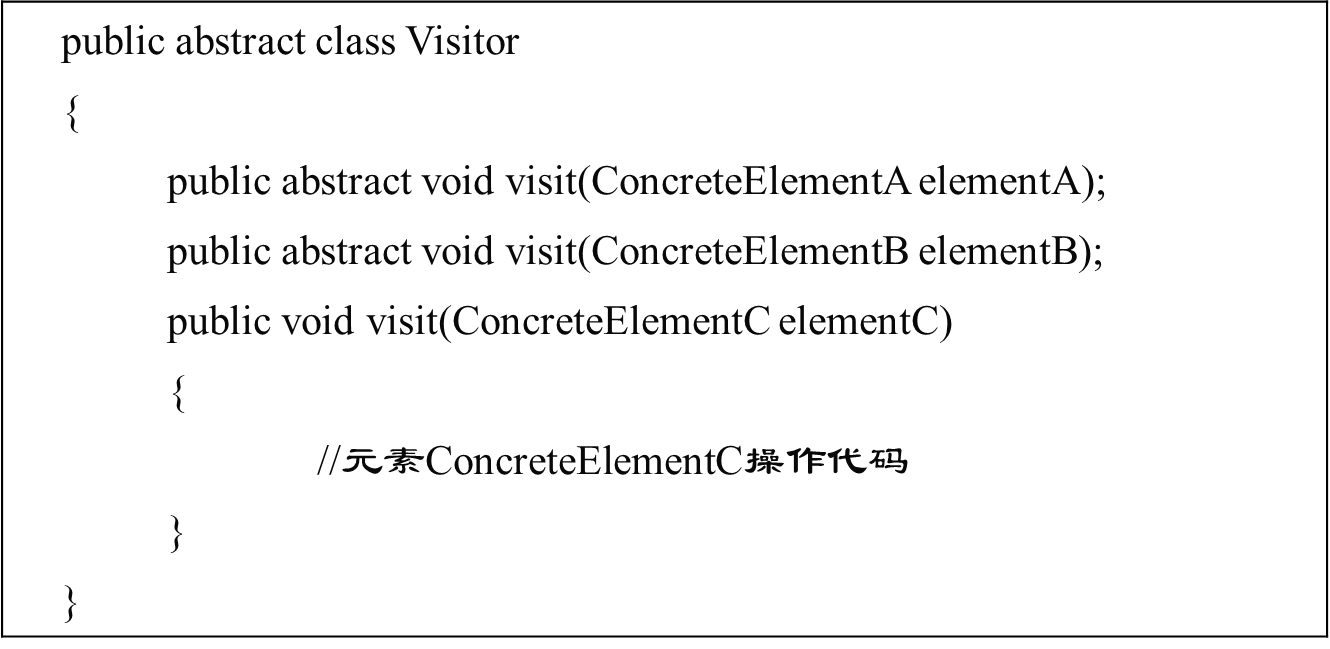 public abstract class Visitor
{
public abstract void visit(ConcreteElementA elementA);
public abstract void visit(ConcreteElementB elementB);
public void visit(ConcreteElementC elementC)
{
//元素ConcreteElementC操作代码
}
}